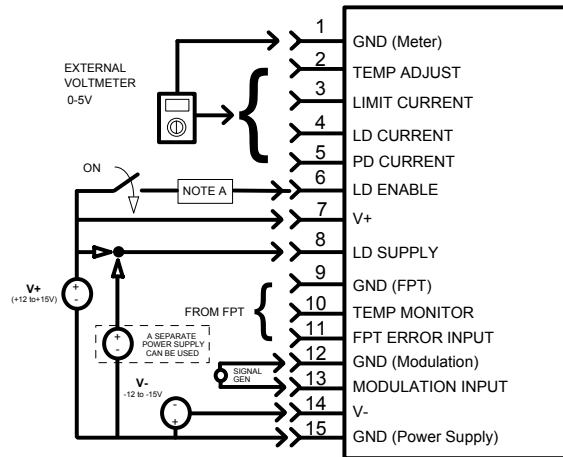 1 GND (Meter)
EXTERNAL
VOLTMETER
0-5V
2 TEMP ADJUST
3 LIMIT CURRENT
4 LD CURRENT
5 PD CURRENT
ON
NOTE A
6 LD ENABLE
7 V+
8 LD SUPPLY
V+
(+12 to+15V)
+
-
+
-
A SEPARATE
POWER SUPPLY
CAN BE USED
FROM FPT
9 GND (FPT)
10 TEMP MONITOR
11 FPT ERROR INPUT
SIGNAL
GEN
12 GND (Modulation)
13 MODULATION INPUT
V-
-12 to -15V
-
+
14 V-
15 GND (Power Supply)